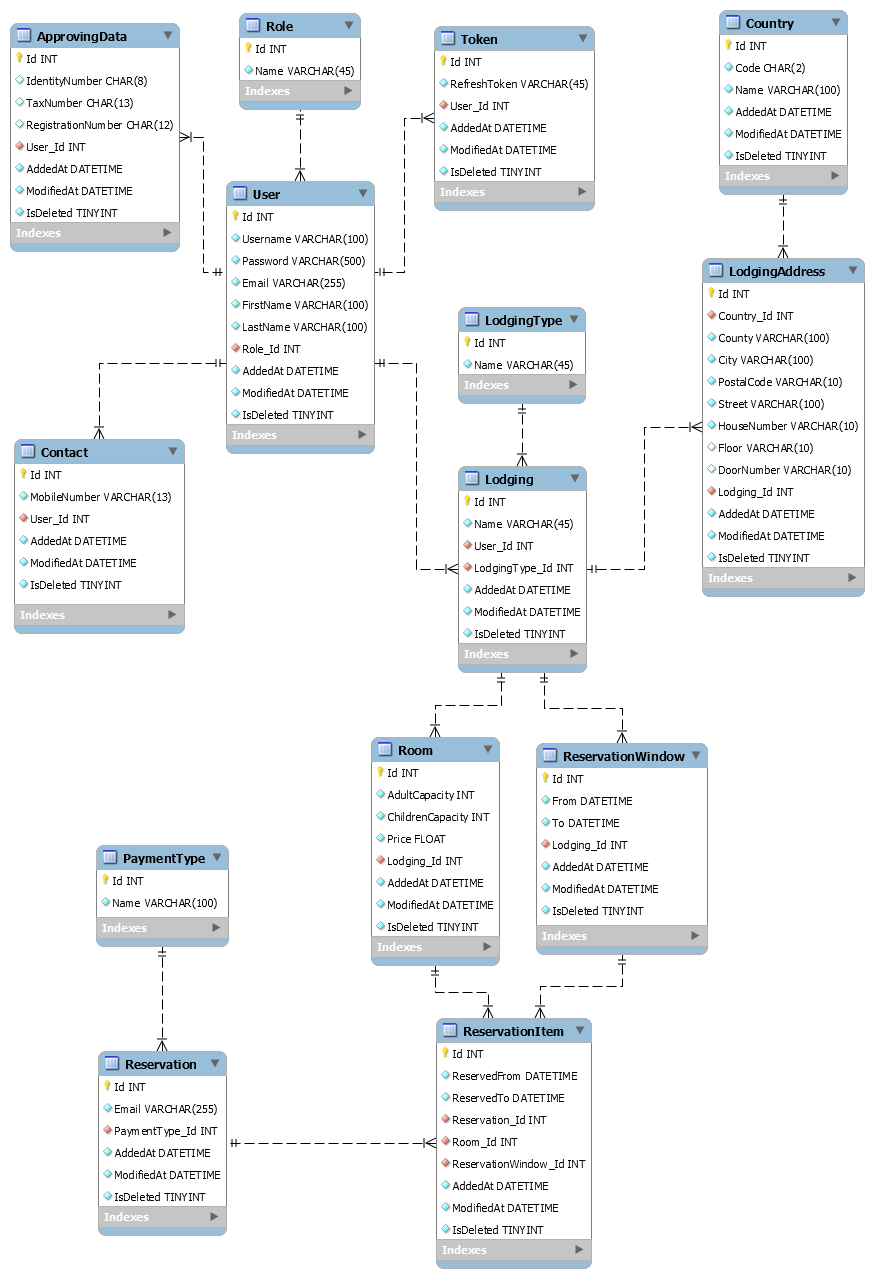 ApprovingData
Id INT
IdentityNumber CHAR(8)
TaxNumber CHAR(13)
RegistrationNumber CHAR(12)
User_Id INT
AddedAt DATETIME
ModifiedAt DATETIME
IsDeleted TINYINT
Indexes
Role
Id INT
Name VARCHAR(45)
Indexes
Token
Id INT
RefreshToken VARCHAR(45)
User_Id INT
AddedAt DATETIME
ModifiedAt DATETIME
IsDeleted TINYINT
Indexes
Country
Id INT
Code CHAR(2)
Name VARCHAR(100)
AddedAt DATETIME
ModifiedAt DATETIME
IsDeleted TINYINT
Indexes
User
Id INT
Username VARCHAR(100)
Password VARCHAR(500)
Email VARCHAR(255)
FirstName VARCHAR(100)
LastName VARCHAR(100)
Role_Id INT
AddedAt DATETIME
ModifiedAt DATETIME
IsDeleted TINYINT
Indexes
LodgingAddress
Id INT
Country_Id INT
County VARCHAR(100)
City VARCHAR(100)
PostalCode VARCHAR(10)
Street VARCHAR(100)
HouseNumber VARCHAR(10)
Floor VARCHAR(10)
DoorNumber VARCHAR(10)
Lodging_Id INT
AddedAt DATETIME
ModifiedAt DATETIME
IsDeleted TINYINT
Indexes
LodgingType
Id INT
Name VARCHAR(45)
Indexes
Contact
Id INT
MobileNumber VARCHAR(13)
User_Id INT
AddedAt DATETIME
ModifiedAt DATETIME
IsDeleted TINYINT
Indexes
Lodging
Id INT
Name VARCHAR(45)
User_Id INT
LodgingType_Id INT
AddedAt DATETIME
ModifiedAt DATETIME
IsDeleted TINYINT
Indexes
Room
Id INT
AdultCapacity INT
ChildrenCapacity INT
Price FLOAT
Lodging_Id INT
AddedAt DATETIME
ModifiedAt DATETIME
IsDeleted TINYINT
Indexes
ReservationWindow
Id INT
From DATETIME
To DATETIME
Lodging_Id INT
AddedAt DATETIME
ModifiedAt DATETIME
IsDeleted TINYINT
Indexes
PaymentType
Id INT
Name VARCHAR(100)
Indexes
Reservation
Id INT
Email VARCHAR(255)
PaymentType_Id INT
AddedAt DATETIME
ModifiedAt DATETIME
IsDeleted TINYINT
Indexes
ReservationItem
Id INT
ReservedFrom DATETIME
ReservedTo DATETIME
Reservation_Id INT
Room_Id INT
ReservationWindow_Id INT
AddedAt DATETIME
ModifiedAt DATETIME
IsDeleted TINYINT
Indexes